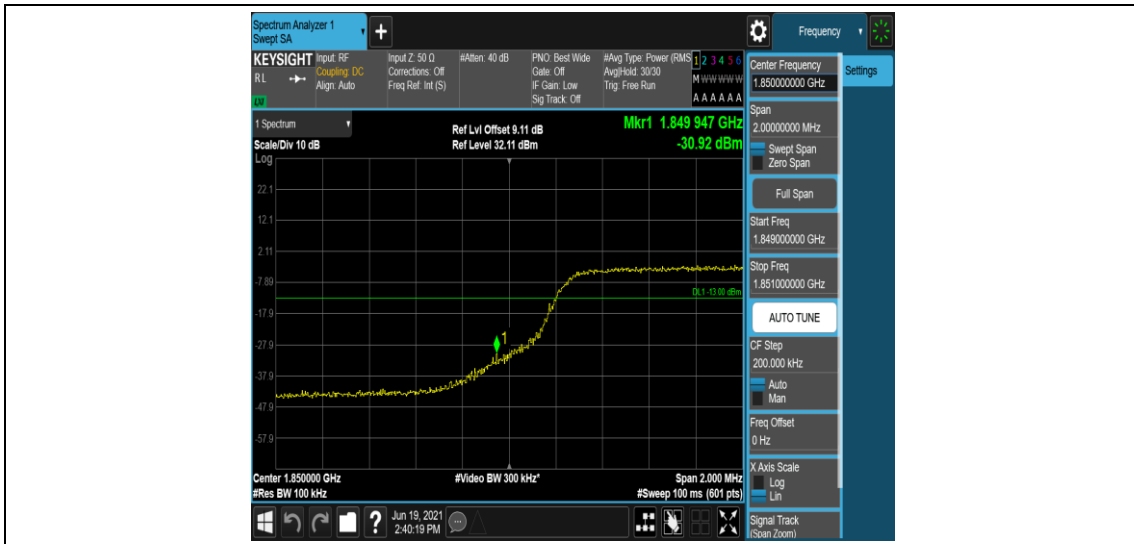 Spectrum Analyzer 1
Swept SA
+
Frequency
KEYSIGHT
RL
LXI
Input: RF
Coupling: DC
Align: Auto
Input Z: 50 Ω
Corrections: Off
Freq Ref: Int (S)
#Atten: 40 dB
PNO: Best Wide
Gate: Off
IF Gain: Low
Sig Track: Off
#Avg Type: Power (RMS
Avg|Hold: 30/30
Trig: Free Run
1 2 3 4 5 6
M W W W W W
A A A A A A
1 Spectrum
Scale/Div 10 dB
Log
Ref Lvl Offset 9.11 dB
Ref Level 32.11 dBm
Mkr1 1.849 947 GHz
-30.92 dBm
22.1
12.1
2.11
-7.89
-17.9
-27.9
-37.9
-47.9
-57.9
DL1 -13.00 dBm
1
Center 1.850000 GHz
#Res BW 100 kHz
#Video BW 300 kHz*
Span 2.000 MHz
#Sweep 100 ms (601 pts)
?
Jun 19, 2021
2:40:19 PM
Center Frequency
1.850000000 GHz
Settings
Span
2.00000000 MHz
Swept Span
Zero Span
Full Span
Start Freq
1.849000000 GHz
Stop Freq
1.851000000 GHz
AUTO TUNE
CF Step
200.000 kHz
Auto
Man
Freq Offset
0 Hz
X Axis Scale
Log
Lin
Signal Track
(Span Zoom)